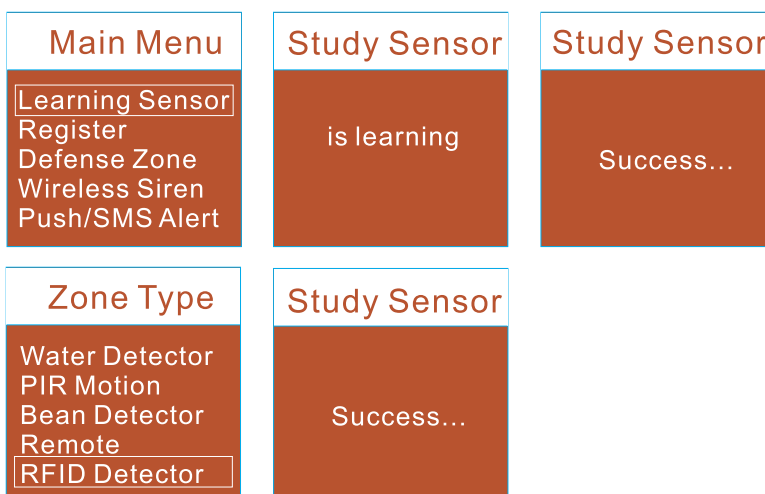 Main Menu
Learning Sensor
Register
Defense Zone
Wireless Siren
Push/SMS Alert
Study Sensor
is learning
Study Sensor
Success...
Zone Type
Water Detector
PIR Motion
Bean Detector
Remote
RFID Detector
Study Sensor
Success...